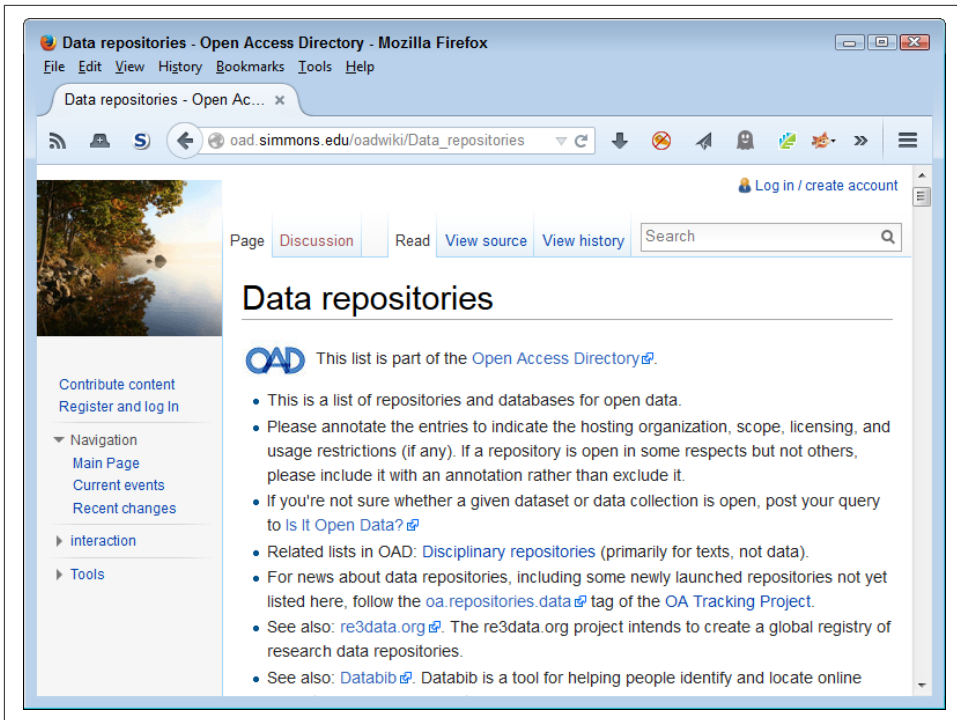 Data repositories - Open Access Directory - Mozilla Firefox
File Edit View History Bookmarks Tools Help
Data repositories - Open Ac... ×
S oad.simmons.edu/oadwiki/Data_repositories
Log in / create account
Page Discussion Read View source View history Search
Data repositories
OAD This list is part of the Open Access Directory.
Contribute content
Register and log In
Navigation
Main Page
Current events
Recent changes
interaction
Tools
• This is a list of repositories and databases for open data.
• Please annotate the entries to indicate the hosting organization, scope, licensing, and
usage restrictions (if any). If a repository is open in some respects but not others,
please include it with an annotation rather than exclude it.
• If you're not sure whether a given dataset or data collection is open, post your query
to Is It Open Data?
• Related lists in OAD: Disciplinary repositories (primarily for texts, not data).
• For news about data repositories, including some newly launched repositories not yet
listed here, follow the oa.repositories.data tag of the OA Tracking Project.
• See also: re3data.org. The re3data.org project intends to create a global registry of
research data repositories.
• See also: Databib. Databib is a tool for helping people identify and locate online